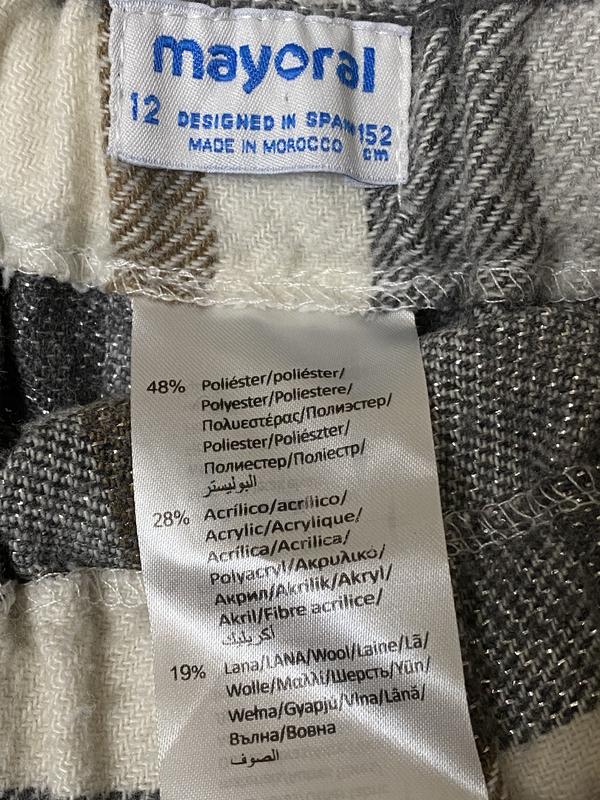 mayoral
12 DESIGNED IN SPAIN 152
MADE IN MOROCCO cm
48% Poliéster/poliéster/
Polyester/Poliestere/
Πολυεστέρας/Полиэстер/
Poliester/Poliészter/
Полиестер/Поліестр/
البوليستر
28% Acrílico/acrílico/
Acrylic/Acrylique/
Acrílica/Acrilica/
Polyacryl/Ακρυλικό/
Акрил/Akrilik/Akryl/
Akril/Fibre acrilice/
أكريليك
19% Lana/LANA/Wool/Laine/Lã/
Wolle/Μαλλί/Шерсть/Yün/
Wełna/Gyapjú/Vlna/Lână/
Вълна/Вовна
الصوف